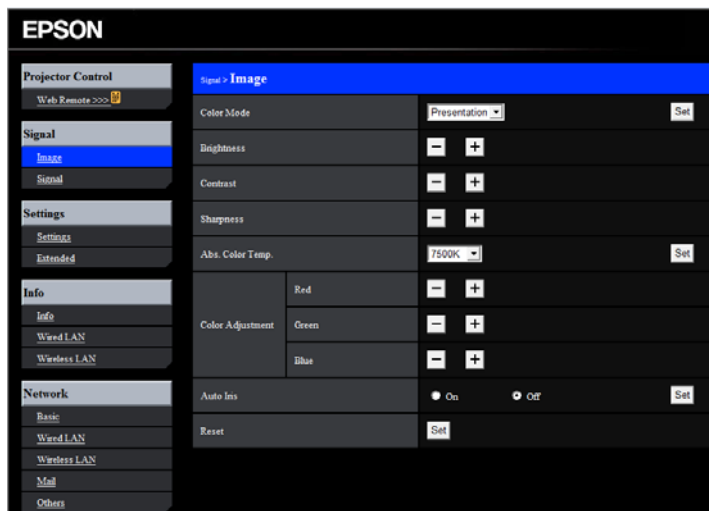 EPSON
Projector Control
Web Remote >>>
Signal
Image
Signal
Settings
Settings
Extended
Info
Info
Wired LAN
Wireless LAN
Network
Basic
Wired LAN
Wireless LAN
Mail
Others
Signal > Image
Color Mode Presentation Set
Brightness - +
Contrast - +
Sharpness - +
Abs. Color Temp. 7500K Set
Color Adjustment
Red - +
Green - +
Blue - +
Auto Iris On Off Set
Reset Set